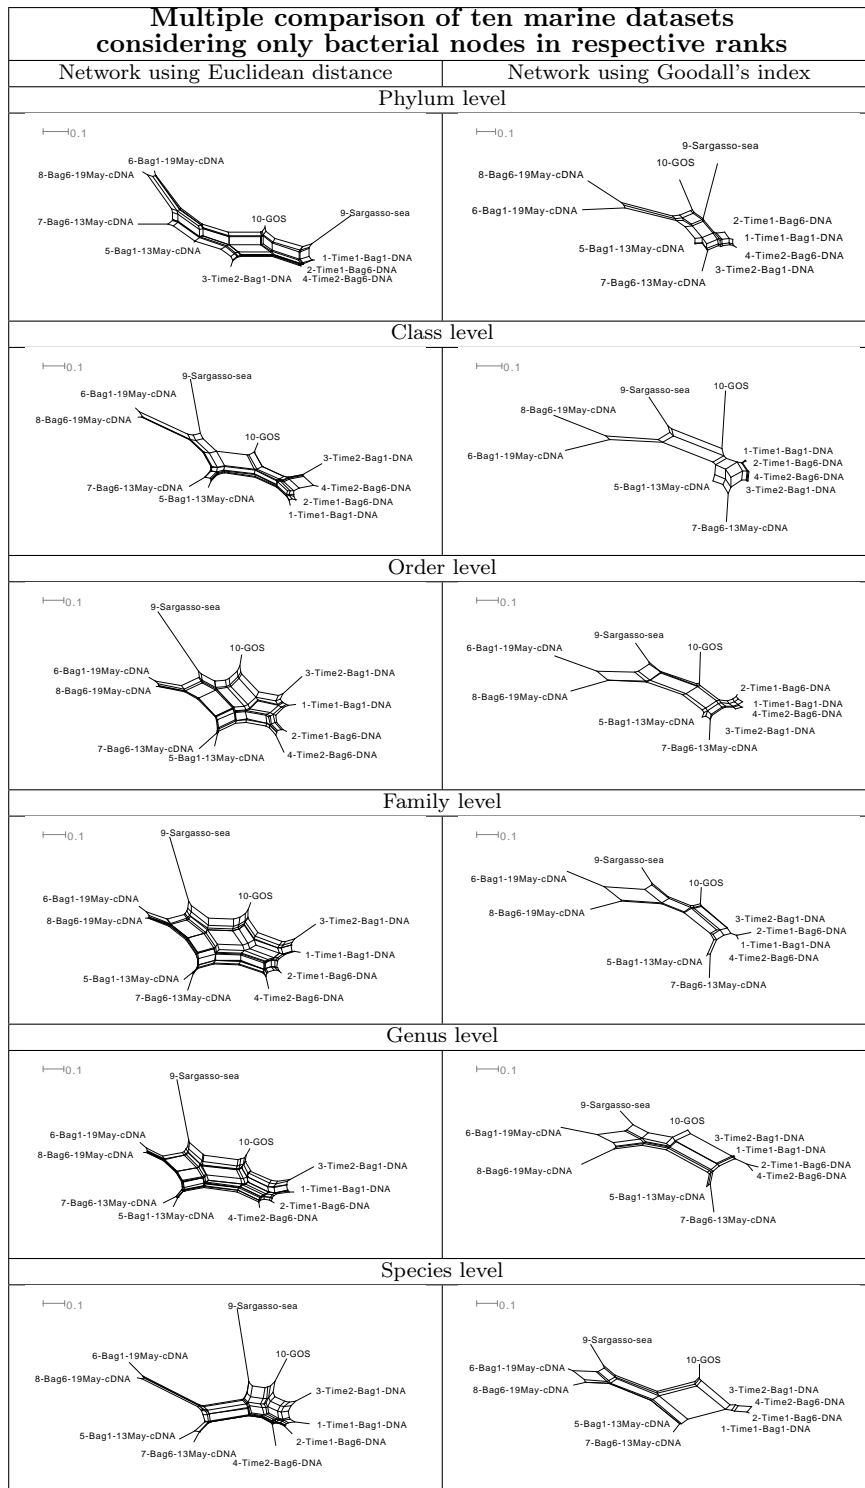 Multiple comparison of ten marine datasets
considering only bacterial nodes in respective ranks
Network using Euclidean distance
Network using Goodall's index
Phylum level
0.1
6-Bag1-19May-cDNA
8-Bag6-19May-cDNA
7-Bag6-13May-cDNA
10-GOS
9-Sargasso-sea
5-Bag1-13May-cDNA
1-Time1-Bag1-DNA
2-Time1-Bag6-DNA
3-Time2-Bag1-DNA
4-Time2-Bag6-DNA
0.1
9-Sargasso-sea
10-GOS
8-Bag6-19May-cDNA
6-Bag1-19May-cDNA
2-Time1-Bag6-DNA
1-Time1-Bag1-DNA
5-Bag1-13May-cDNA
4-Time2-Bag6-DNA
3-Time2-Bag1-DNA
7-Bag6-13May-cDNA
Class level
0.1
9-Sargasso-sea
6-Bag1-19May-cDNA
8-Bag6-19May-cDNA
10-GOS
3-Time2-Bag1-DNA
7-Bag6-13May-cDNA
4-Time2-Bag6-DNA
5-Bag1-13May-cDNA
2-Time1-Bag6-DNA
1-Time1-Bag1-DNA
0.1
10-GOS
9-Sargasso-sea
8-Bag6-19May-cDNA
6-Bag1-19May-cDNA
1-Time1-Bag1-DNA
2-Time1-Bag6-DNA
4-Time2-Bag6-DNA
5-Bag1-13May-cDNA
3-Time2-Bag1-DNA
7-Bag6-13May-cDNA
Order level
0.1
9-Sargasso-sea
10-GOS
6-Bag1-19May-cDNA
3-Time2-Bag1-DNA
8-Bag6-19May-cDNA
1-Time1-Bag1-DNA
2-Time1-Bag6-DNA
7-Bag6-13May-cDNA
4-Time2-Bag6-DNA
5-Bag1-13May-cDNA
0.1
9-Sargasso-sea
10-GOS
6-Bag1-19May-cDNA
2-Time1-Bag6-DNA
8-Bag6-19May-cDNA
1-Time1-Bag1-DNA
4-Time2-Bag6-DNA
5-Bag1-13May-cDNA
3-Time2-Bag1-DNA
7-Bag6-13May-cDNA
Family level
0.1
9-Sargasso-sea
6-Bag1-19May-cDNA
10-GOS
8-Bag6-19May-cDNA
3-Time2-Bag1-DNA
1-Time1-Bag1-DNA
5-Bag1-13May-cDNA
2-Time1-Bag6-DNA
7-Bag6-13May-cDNA
4-Time2-Bag6-DNA
0.1
9-Sargasso-sea
6-Bag1-19May-cDNA
10-GOS
8-Bag6-19May-cDNA
3-Time2-Bag1-DNA
2-Time1-Bag6-DNA
1-Time1-Bag1-DNA
5-Bag1-13May-cDNA
4-Time2-Bag6-DNA
7-Bag6-13May-cDNA
Genus level
0.1
9-Sargasso-sea
6-Bag1-19May-cDNA
10-GOS
8-Bag6-19May-cDNA
3-Time2-Bag1-DNA
1-Time1-Bag1-DNA
7-Bag6-13May-cDNA
2-Time1-Bag6-DNA
5-Bag1-13May-cDNA
4-Time2-Bag6-DNA
0.1
9-Sargasso-sea
10-GOS
6-Bag1-19May-cDNA
3-Time2-Bag1-DNA
1-Time1-Bag1-DNA
2-Time1-Bag6-DNA
8-Bag6-19May-cDNA
4-Time2-Bag6-DNA
5-Bag1-13May-cDNA
7-Bag6-13May-cDNA
Species level
0.1
9-Sargasso-sea
10-GOS
6-Bag1-19May-cDNA
8-Bag6-19May-cDNA
3-Time2-Bag1-DNA
1-Time1-Bag1-DNA
5-Bag1-13May-cDNA
2-Time1-Bag6-DNA
7-Bag6-13May-cDNA
4-Time2-Bag6-DNA
0.1
9-Sargasso-sea
10-GOS
6-Bag1-19May-cDNA
8-Bag6-19May-cDNA
3-Time2-Bag1-DNA
4-Time2-Bag6-DNA
2-Time1-Bag6-DNA
5-Bag1-13May-cDNA
1-Time1-Bag1-DNA
7-Bag6-13May-cDNA